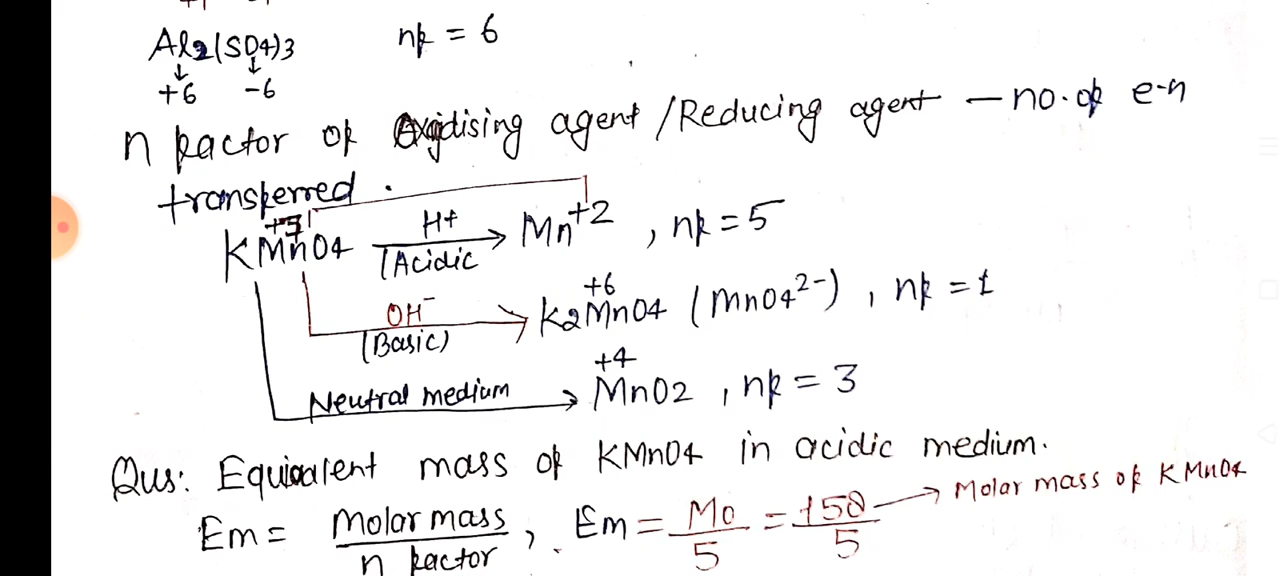 Al2(SO4)3 nf = 6
↓ ↓
+6 -6
n factor of Oxidising agent / Reducing agent — no. of e-n
transferred.
+7
KMnO4 H+ (Acidic → Mn+2 , nf = 5
OH- (Basic) → +6 K2MnO4 (MnO4 2-) , nf = 1
Neutral medium → +4 MnO2 , nf = 3
Qus: Equivalent mass of KMnO4 in acidic medium.
Em = Molar mass / n factor , Em = Mo / 5 = 158 / 5 → Molar mass of KMnO4